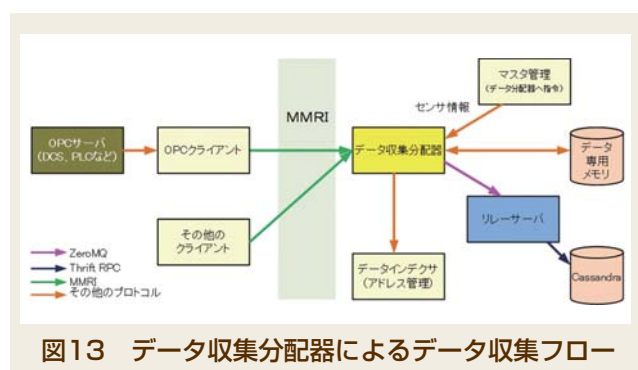 マスタ管理
(データ分配器へ指令)
センサ情報
MMRI
OPCサーバ
(DCS、PLCなど)
OPCクライアント
データ収集分配器
データ
専用
メモリ
リレーサーバ
その他の
クライアント
データインデクサ
(アドレス管理)
Cassandra
ZeroMQ
Thrift RPC
MMRI
その他のプロトコル
図13 データ収集分配器によるデータ収集フロー